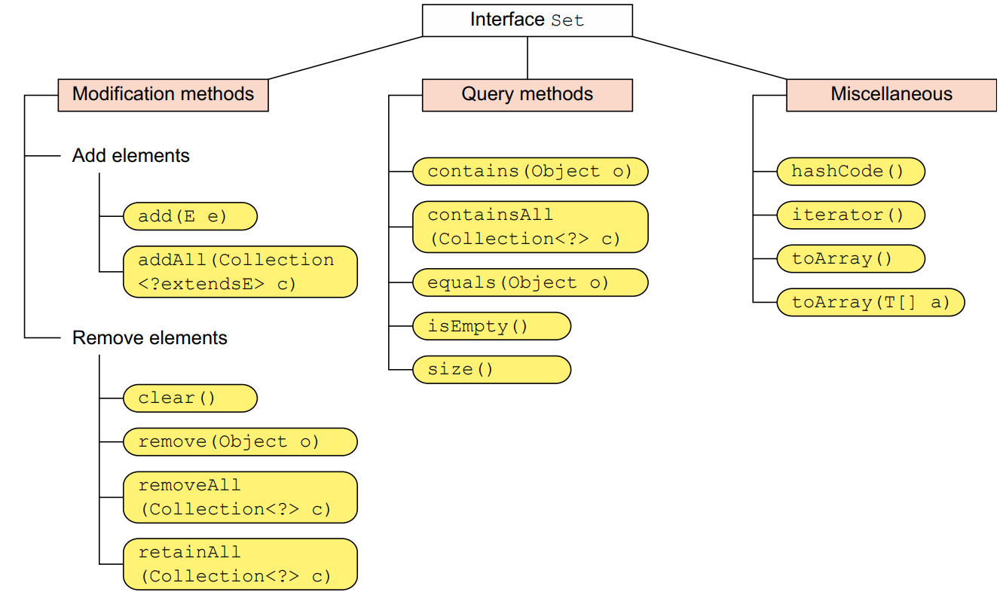 Interface Set
Modification methods
Add elements
add(E e)
addAll(Collection
<?extendsE> c)
Remove elements
clear()
remove(Object o)
removeAll
(Collection<?> c)
retainAll
(Collection<?> c)
Query methods
contains(Object o)
containsAll
(Collection<?> c)
equals(Object o)
isEmpty()
size()
Miscellaneous
hashCode()
iterator()
toArray()
toArray(T[] a)